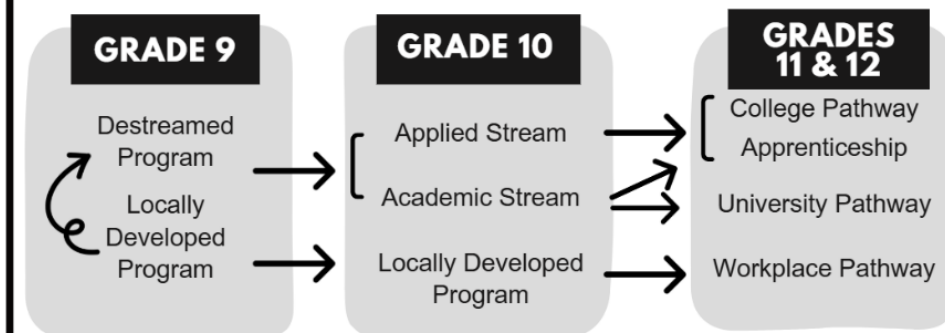 GRADE 9
Destreamed
Program
Locally
Developed
Program
GRADE 10
Applied Stream
Academic Stream
Locally Developed
Program
GRADES
11 & 12
College Pathway
Apprenticeship
University Pathway
Workplace Pathway